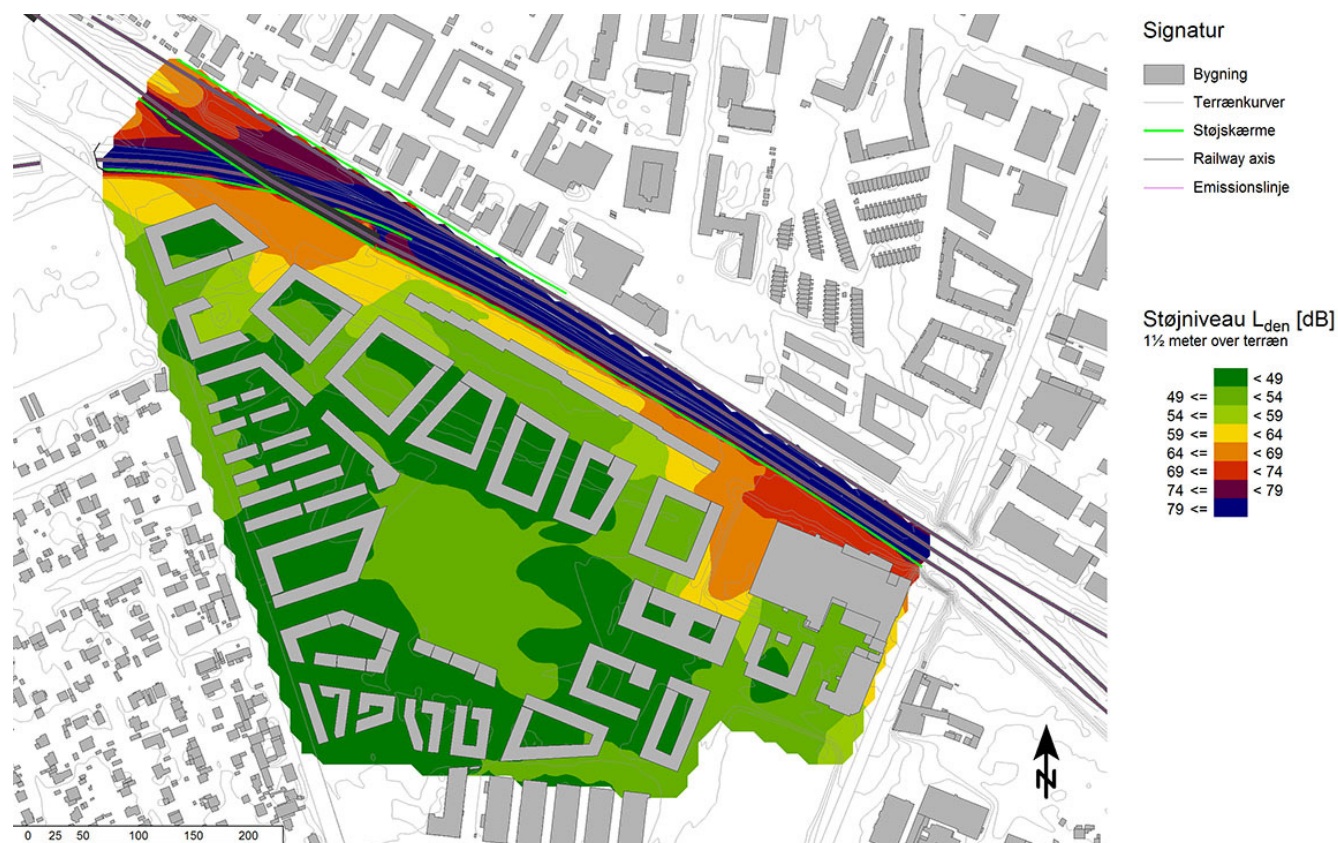 Signatur
Bygning
Terrænkurver
Støjskærme
Railway axis
Emissionslinje
Støjniveau Lden [dB]
1½ meter over terræn
< 49
49 <= < 54
54 <= < 59
59 <= < 64
64 <= < 69
69 <= < 74
74 <= < 79
79 <=
N
0 25 50 100 150 200